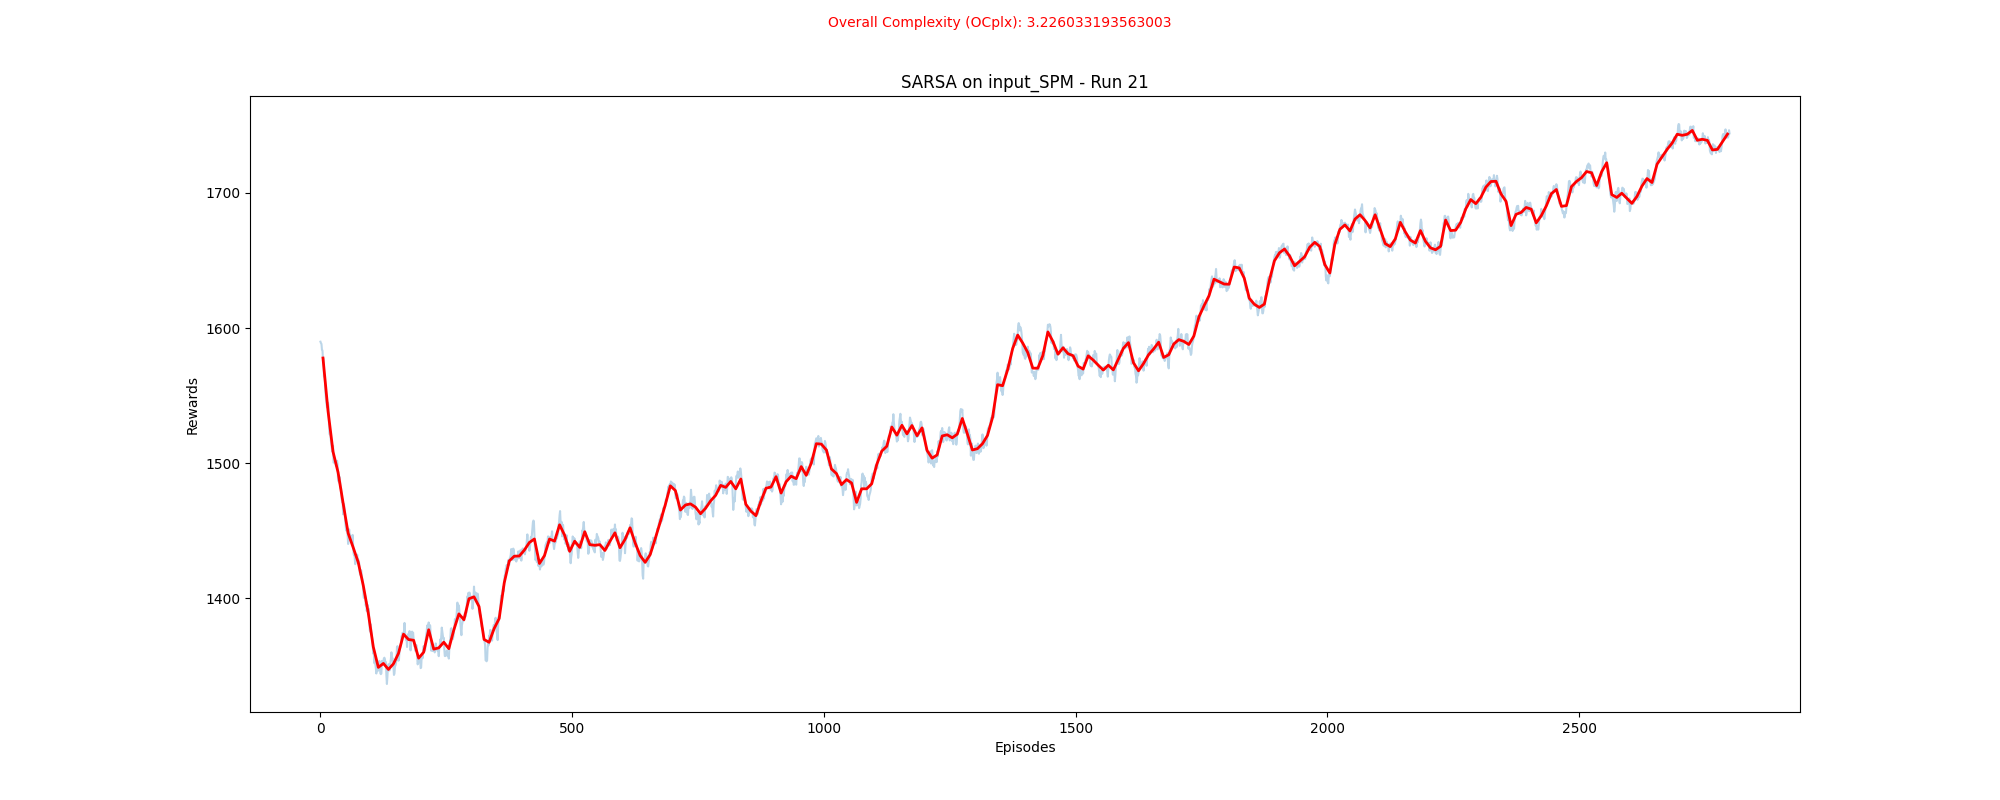 Overall Complexity (OCplx): 3.226033193563003
SARSA on input_SPM - Run 21
Rewards
1700
1600
1500
1400
0 500 1000 1500 2000 2500
Episodes